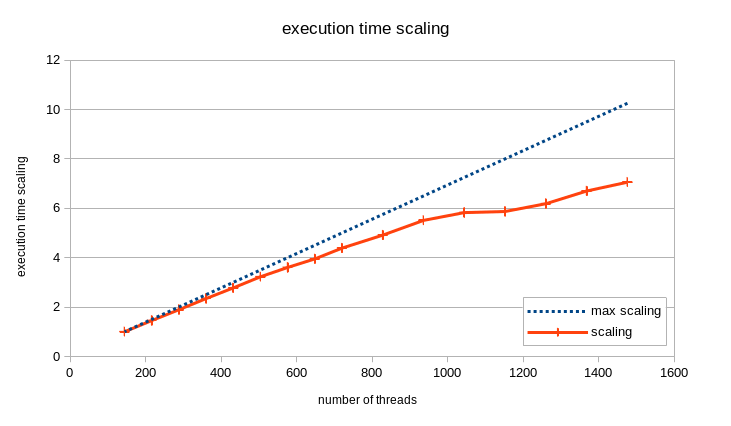 execution time scaling
12
10
8
6
4
2
0
execution time scaling
0 200 400 600 800 1000 1200 1400 1600
number of threads
max scaling
scaling